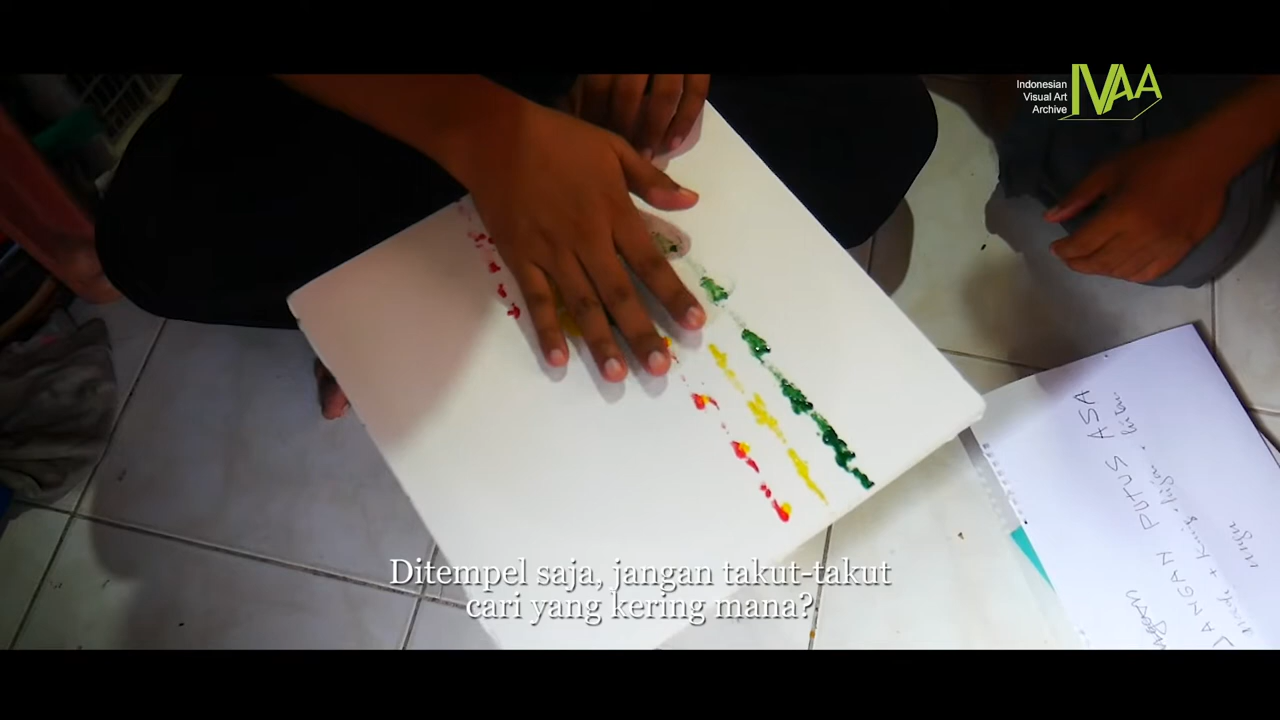 Indonesian
Visual Art
Archive
IVAA
JANGAN PUTUS ASA
Ditempel saja, jangan takut-takut
cari yang kering mana?